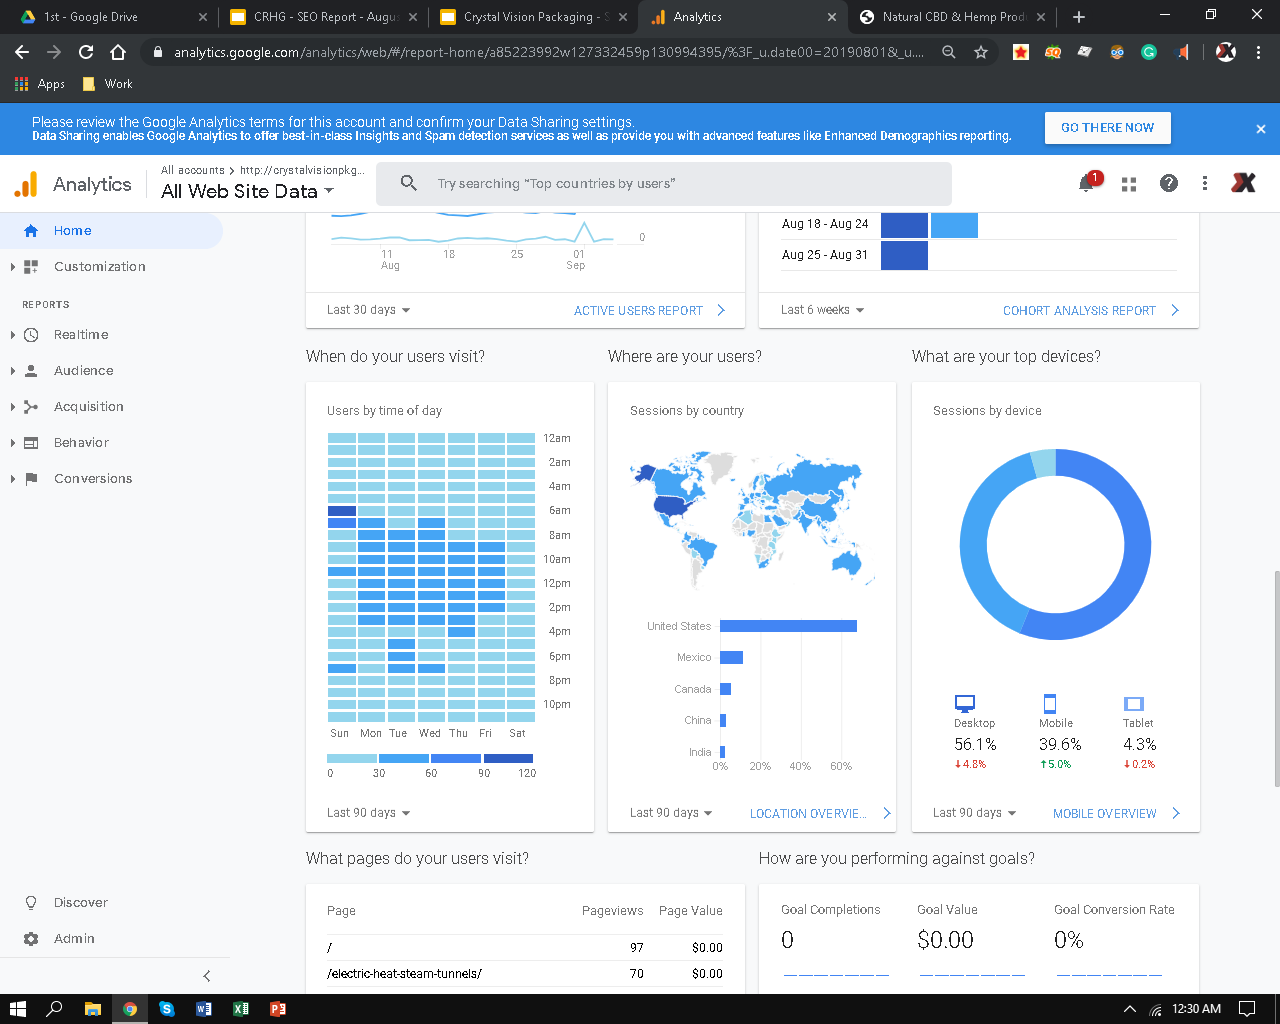 1st - Google Drive
CRHG - SEO Report - Augus
Crystal Vision Packaging - S
Analytics
Natural CBD & Hemp Prod
analytics.google.com/analytics/web/#/report-home/a85223992w127332459p130994395/%3F_u.date00=20190801&_u....
Apps
Work
Please review the Google Analytics terms for this account and confirm your Data Sharing settings.
Data Sharing enables Google Analytics to offer best-in-class Insights and Spam detection services as well as provide you with advanced features like Enhanced Demographics reporting.
GO THERE NOW
Analytics
All accounts > http://crystalvisionpkg...
All Web Site Data
Try searching “Top countries by users”
1
Home
Customization
REPORTS
Realtime
Audience
Acquisition
Behavior
Conversions
Discover
Admin
0
11 18 25 01
Aug Sep
Last 30 days
ACTIVE USERS REPORT
Aug 18 - Aug 24
Aug 25 - Aug 31
Last 6 weeks
COHORT ANALYSIS REPORT
When do your users visit?
Users by time of day
12am
2am
4am
6am
8am
10am
12pm
2pm
4pm
6pm
8pm
10pm
Sun Mon Tue Wed Thu Fri Sat
0 30 60 90 120
Last 90 days
Where are your users?
Sessions by country
United States
Mexico
Canada
China
India
0% 20% 40% 60%
Last 90 days
LOCATION OVERVIE...
What are your top devices?
Sessions by device
Desktop Mobile Tablet
56.1% 39.6% 4.3%
↓4.8% ↑5.0% ↓0.2%
Last 90 days
MOBILE OVERVIEW
What pages do your users visit?
Page Pageviews Page Value
/ 97 $0.00
/electric-heat-steam-tunnels/ 70 $0.00
How are you performing against goals?
Goal Completions Goal Value Goal Conversion Rate
0 $0.00 0%
12:30 AM